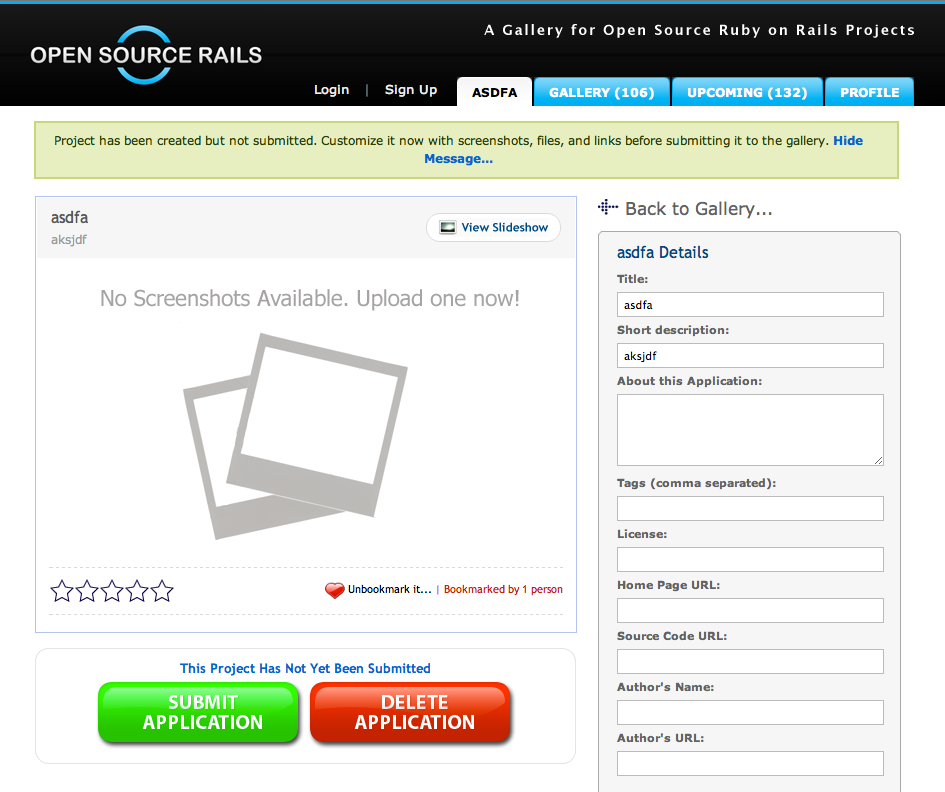 A Gallery for Open Source Ruby on Rails Projects
OPEN SOURCE RAILS
Login | Sign Up
ASDFA
GALLERY (106)
UPCOMING (132)
PROFILE
Project has been created but not submitted. Customize it now with screenshots, files, and links before submitting it to the gallery. Hide
Message...
asdfa
aksjdf
View Slideshow
No Screenshots Available. Upload one now!
Unbookmark it... | Bookmarked by 1 person
This Project Has Not Yet Been Submitted
SUBMIT
APPLICATION
DELETE
APPLICATION
Back to Gallery...
asdfa Details
Title:
asdfa
Short description:
aksjdf
About this Application:
Tags (comma separated):
License:
Home Page URL:
Source Code URL:
Author's Name:
Author's URL: